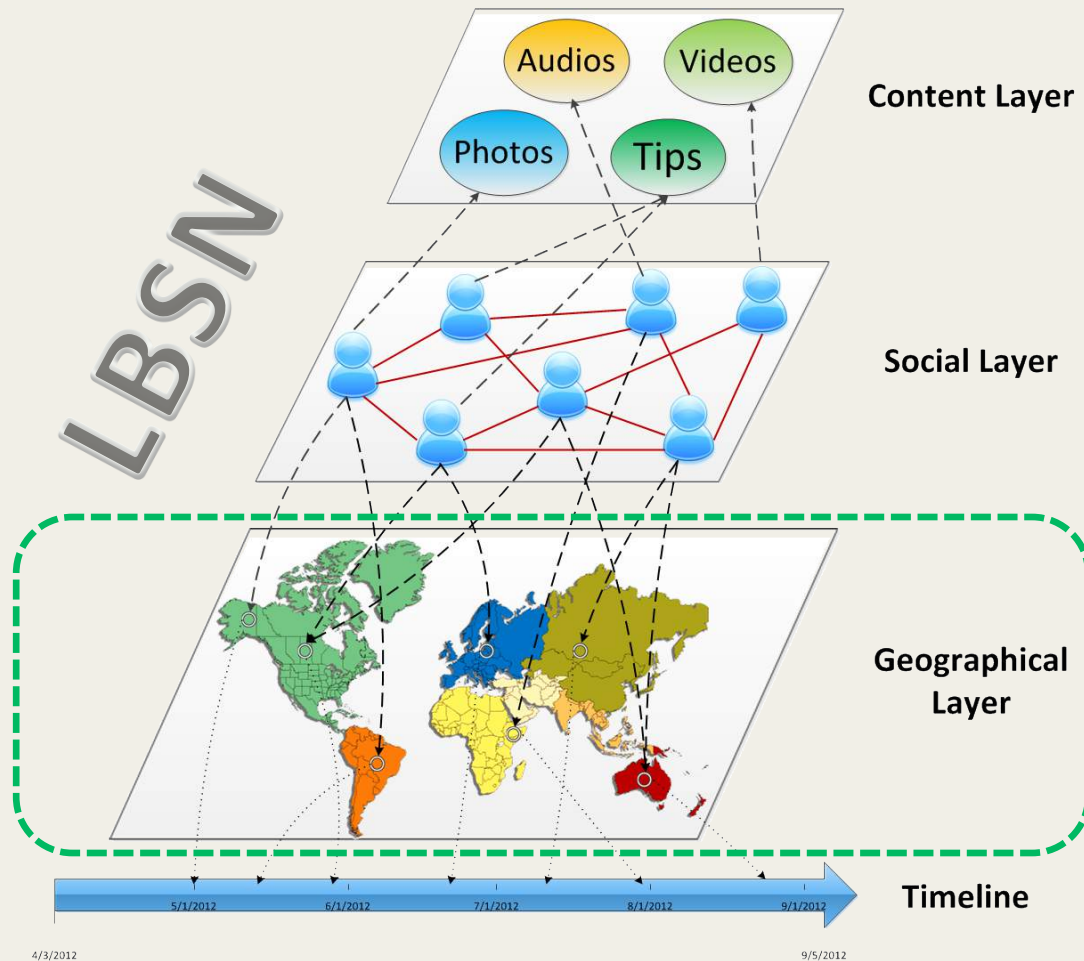 Audios
Videos
Content Layer
Photos
Tips
LBSN
Social Layer
Geographical
Layer
Timeline
5/1/2012
6/1/2012
7/1/2012
8/1/2012
9/1/2012
4/3/2012
9/5/2012